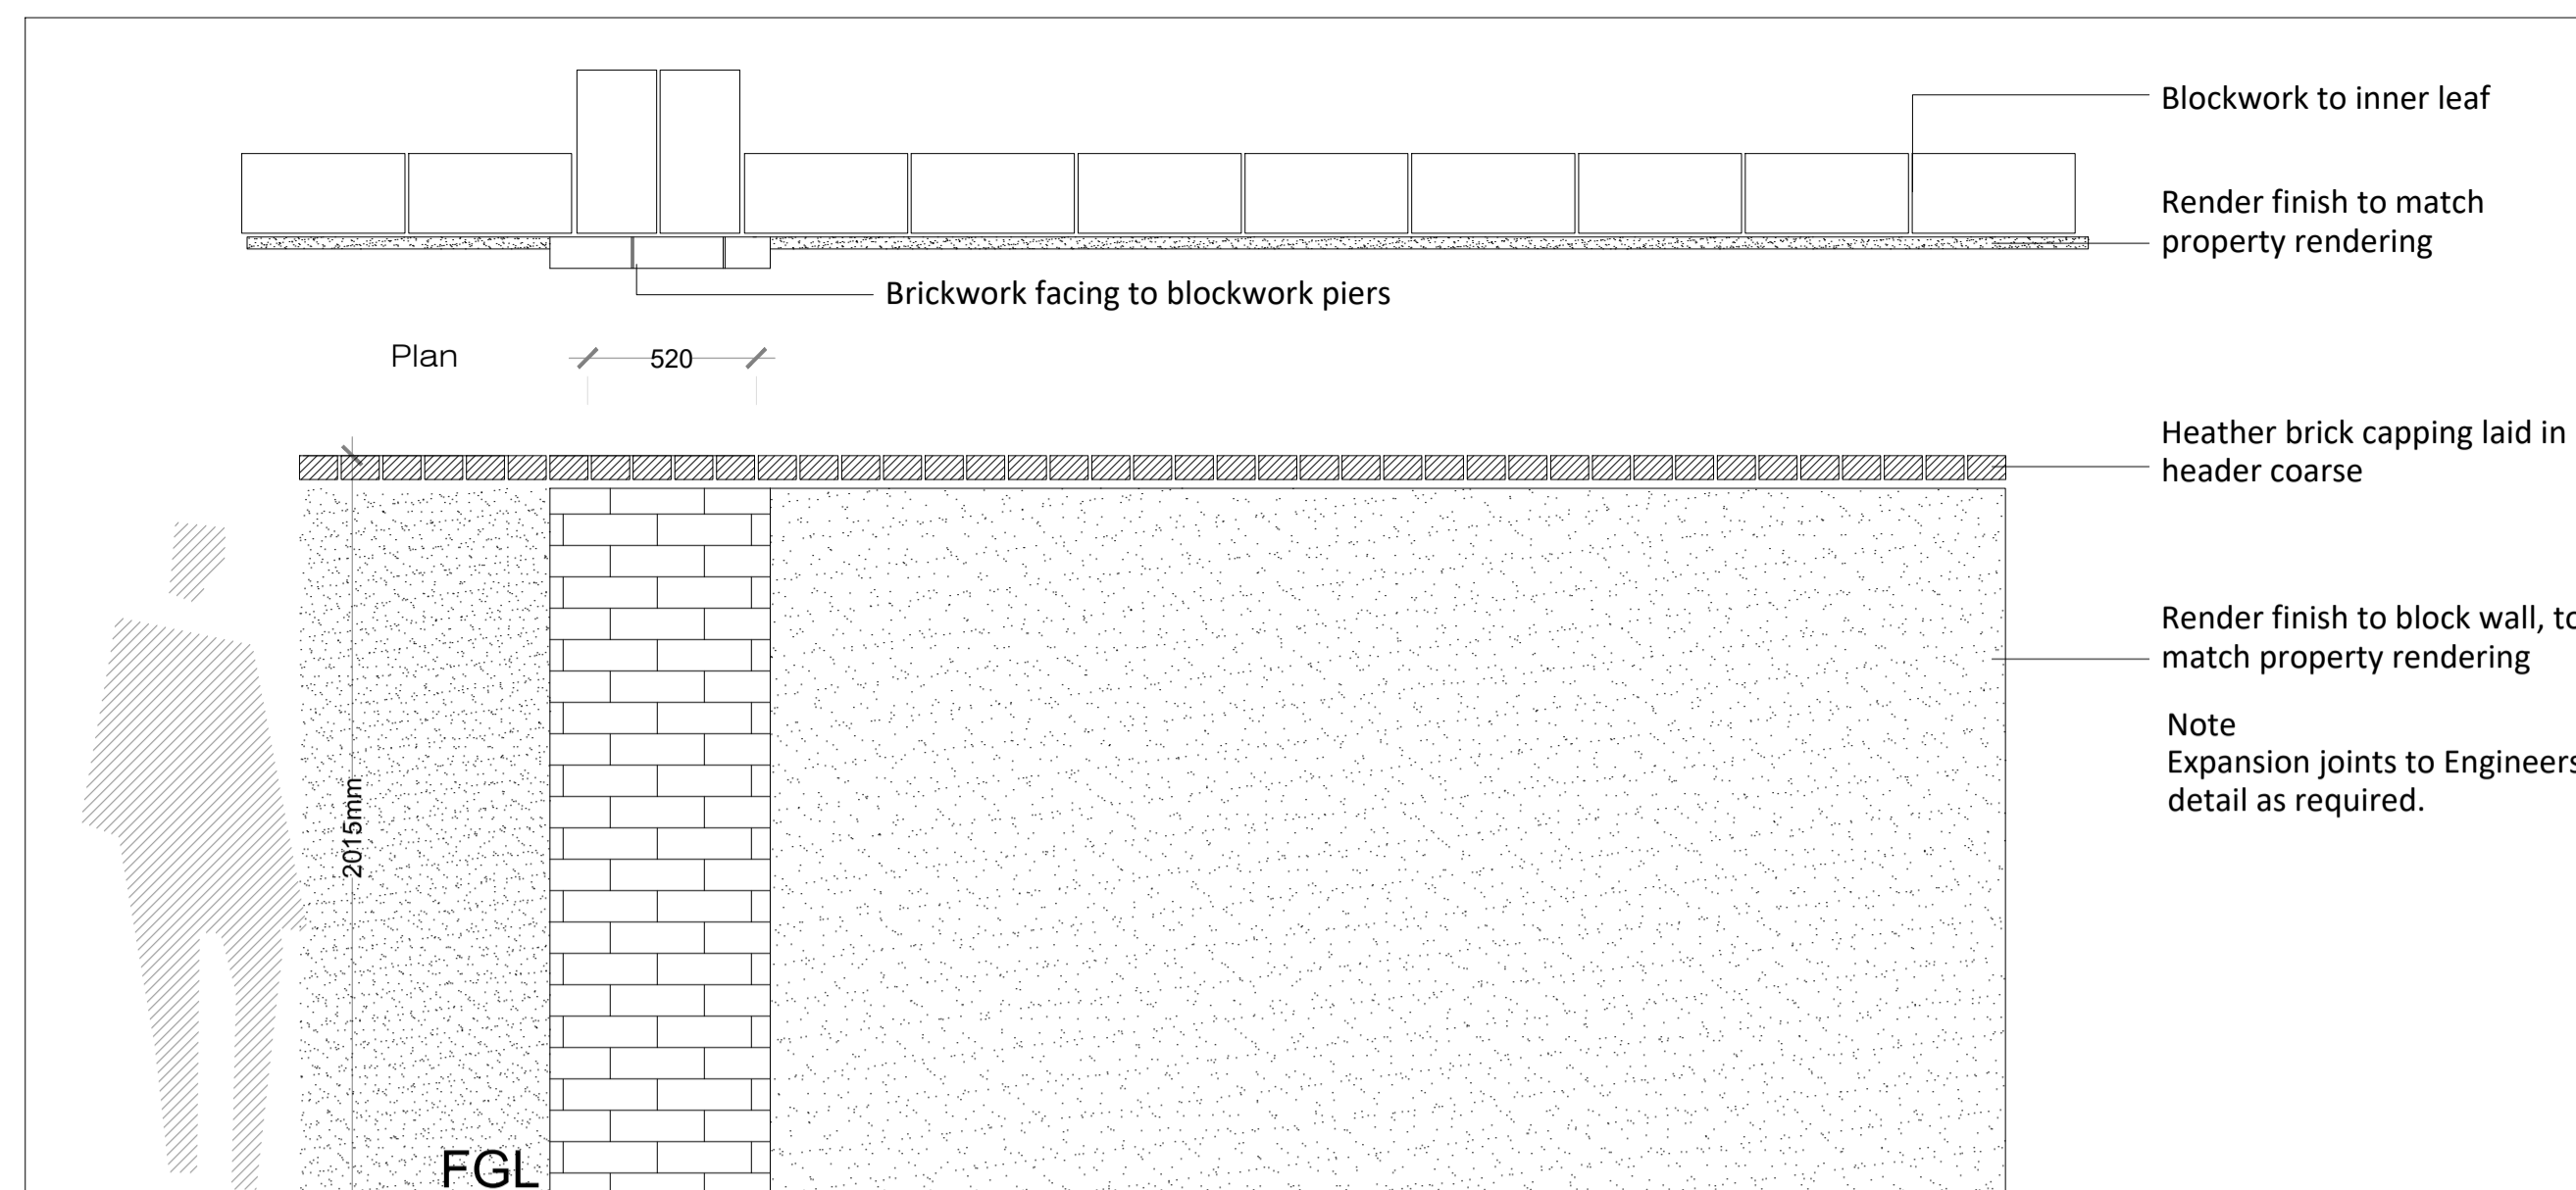 Blockwork to inner leaf
Render finish to match
property rendering
Brickwork facing to blockwork piers
Plan
520
Heather brick capping laid in
header coarse
Render finish to block wall, to
match property rendering
Note
Expansion joints to Engineers
detail as required.
2015mm
FGL